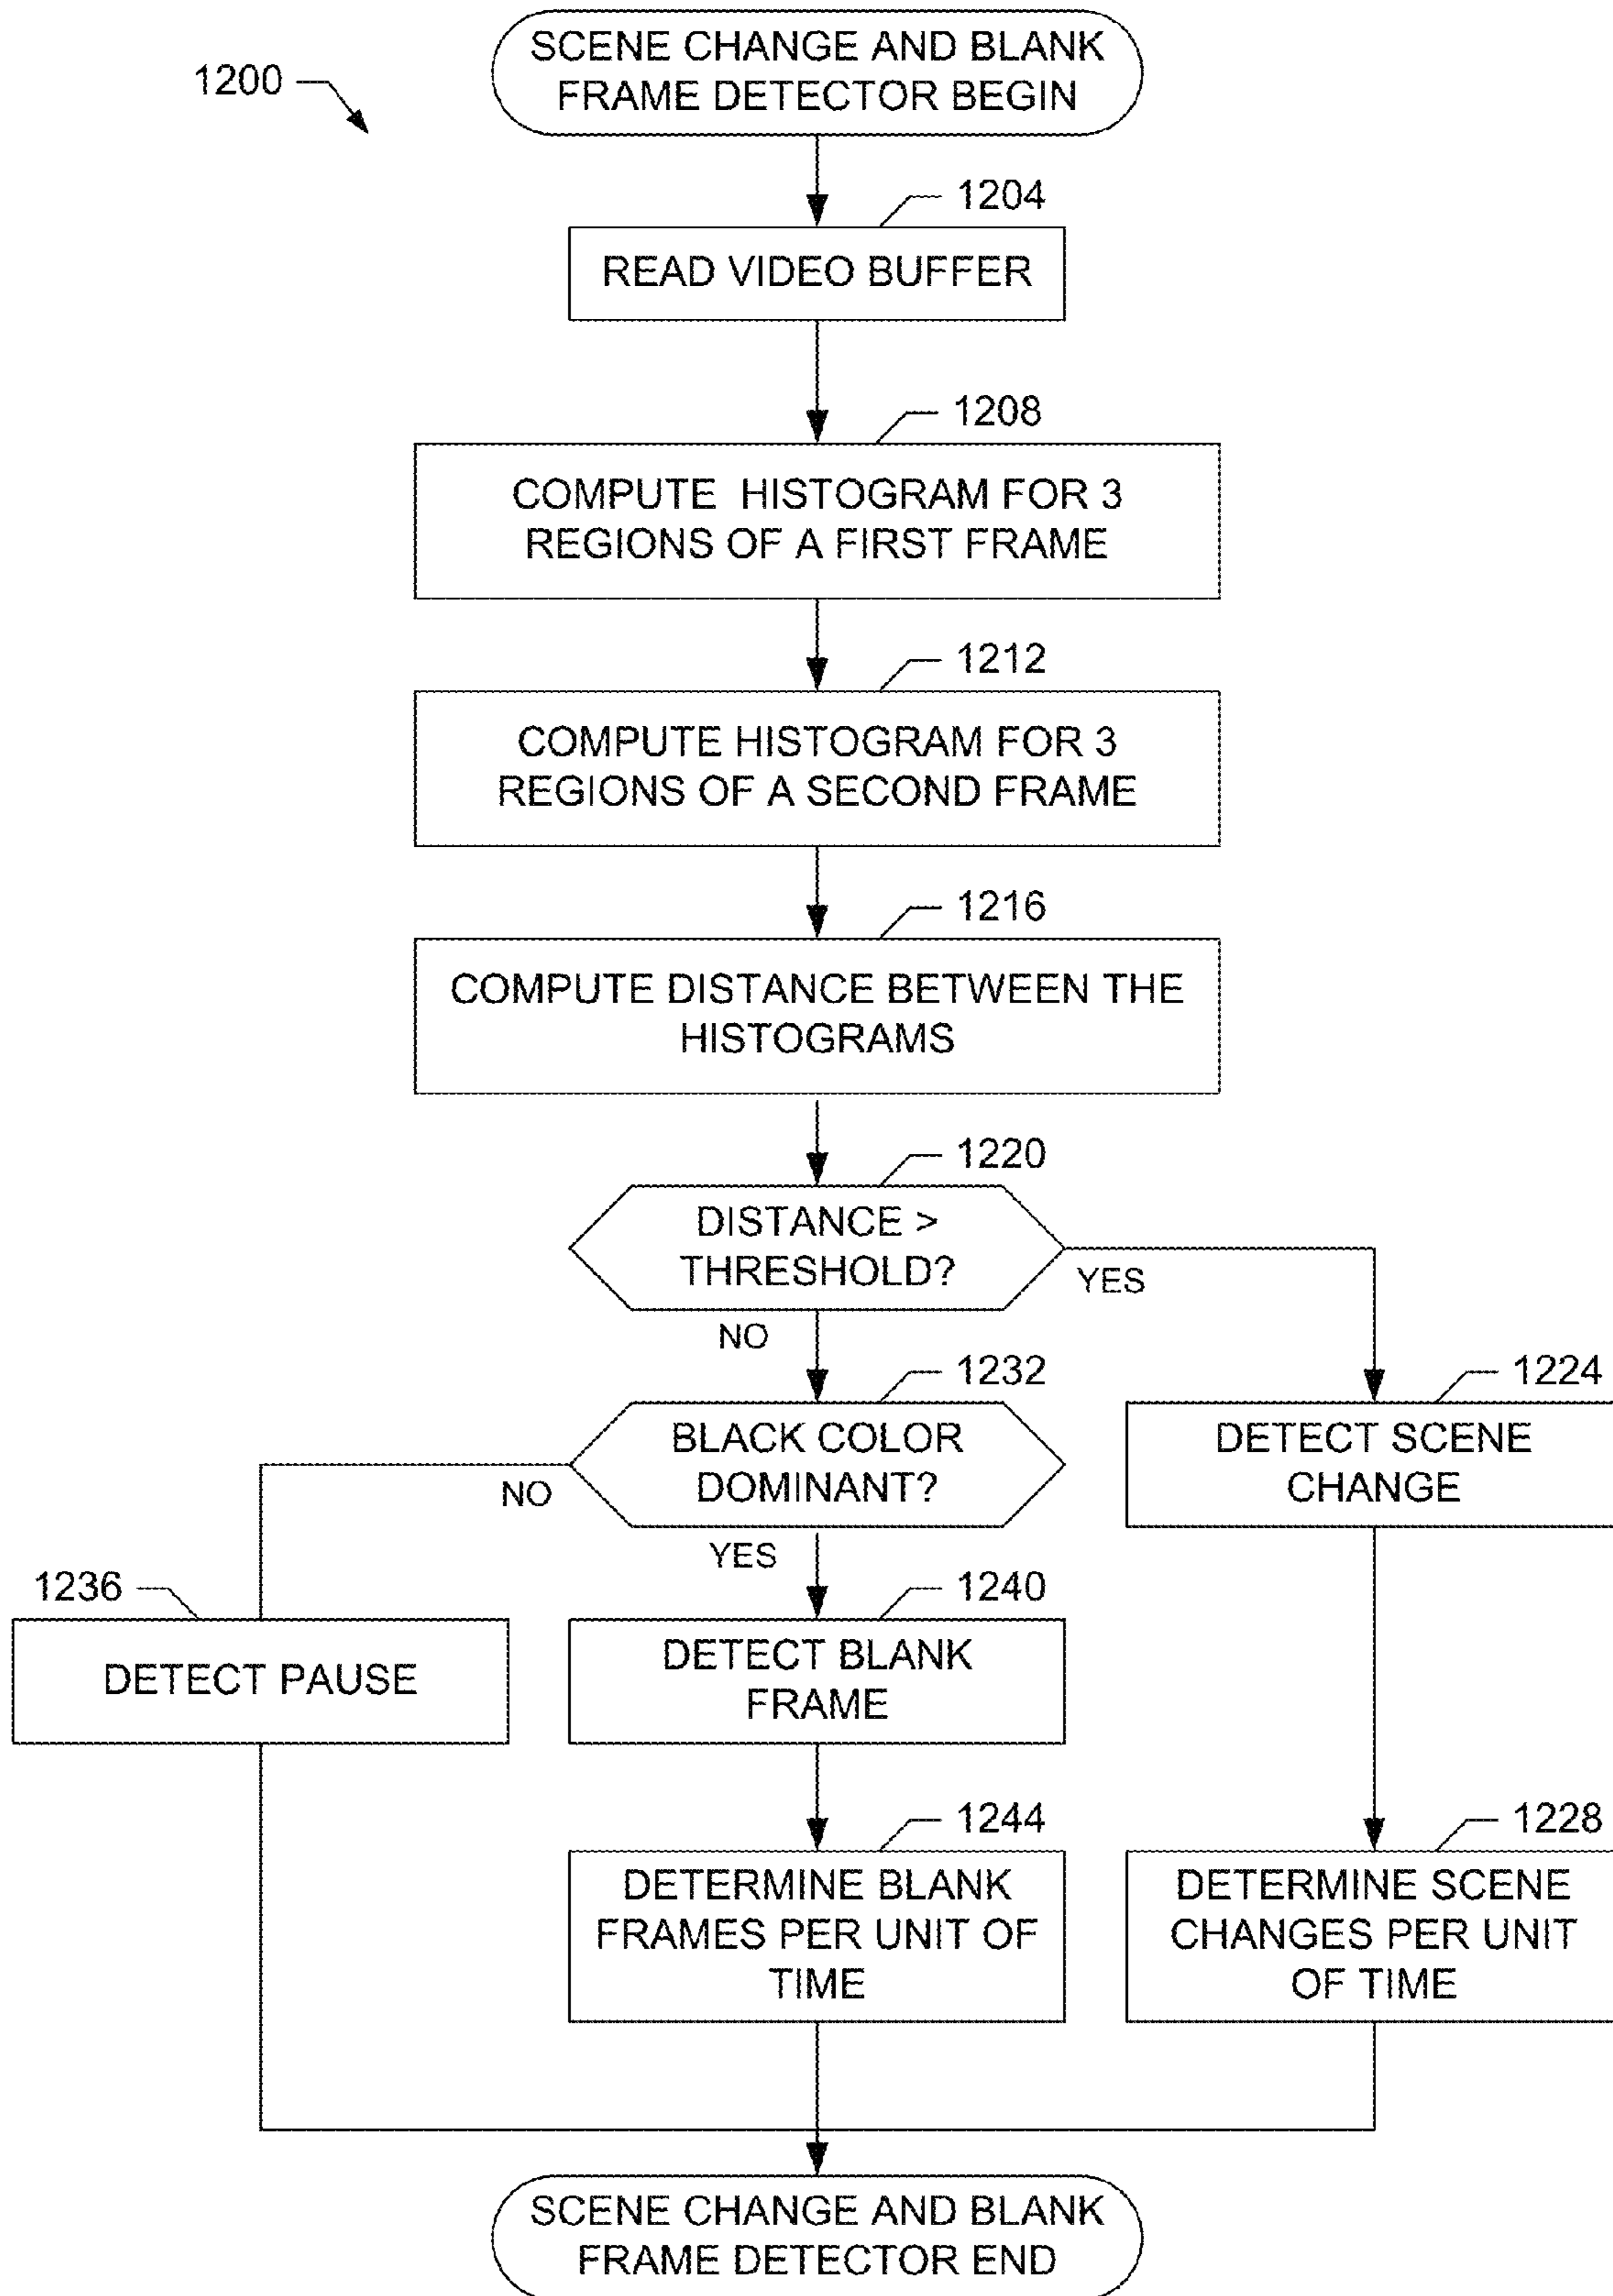 SCENE CHANGE AND BLANK
FRAME DETECTOR BEGIN
1200
1204
READ VIDEO BUFFER
1208
COMPUTE HISTOGRAM FOR 3
REGIONS OF A FIRST FRAME
1212
COMPUTE HISTOGRAM FOR 3
REGIONS OF A SECOND FRAME
1216
COMPUTE DISTANCE BETWEEN THE
HISTOGRAMS
1220
DISTANCE >
THRESHOLD?
YES
NO
1232
BLACK COLOR
DOMINANT?
NO
YES
1224
DETECT SCENE
CHANGE
1236
DETECT PAUSE
1240
DETECT BLANK
FRAME
1244
DETERMINE BLANK
FRAMES PER UNIT OF
TIME
1228
DETERMINE SCENE
CHANGES PER UNIT
OF TIME
SCENE CHANGE AND BLANK
FRAME DETECTOR END